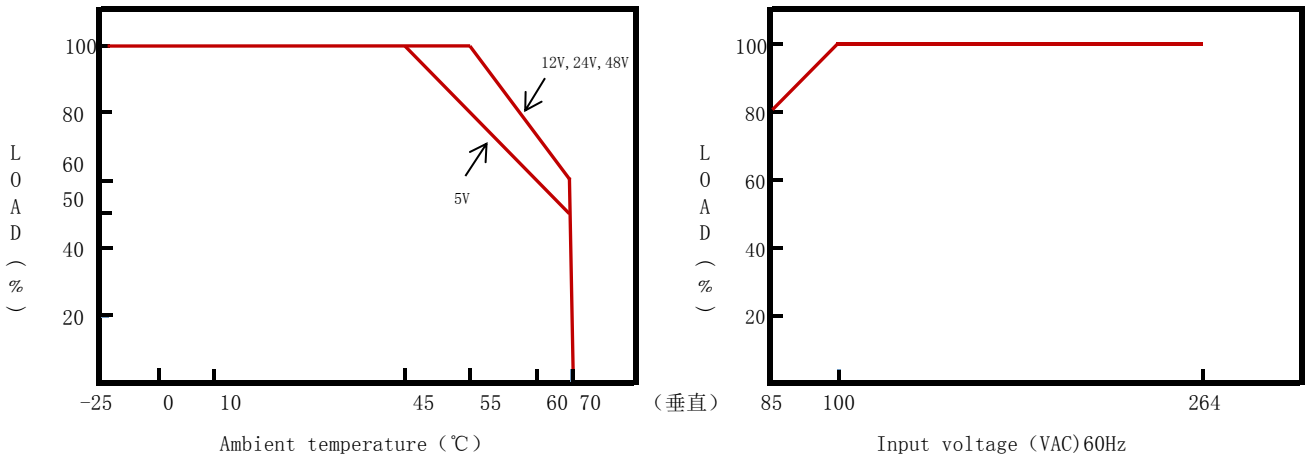 100
80
60
50
40
20
LOAD（%）
12V,24V,48V
5V
-25 0 10 45 55 60 70 （垂直）
Ambient temperature（℃）
100
80
60
40
20
LOAD（%）
85 100 264
Input voltage（VAC)60Hz